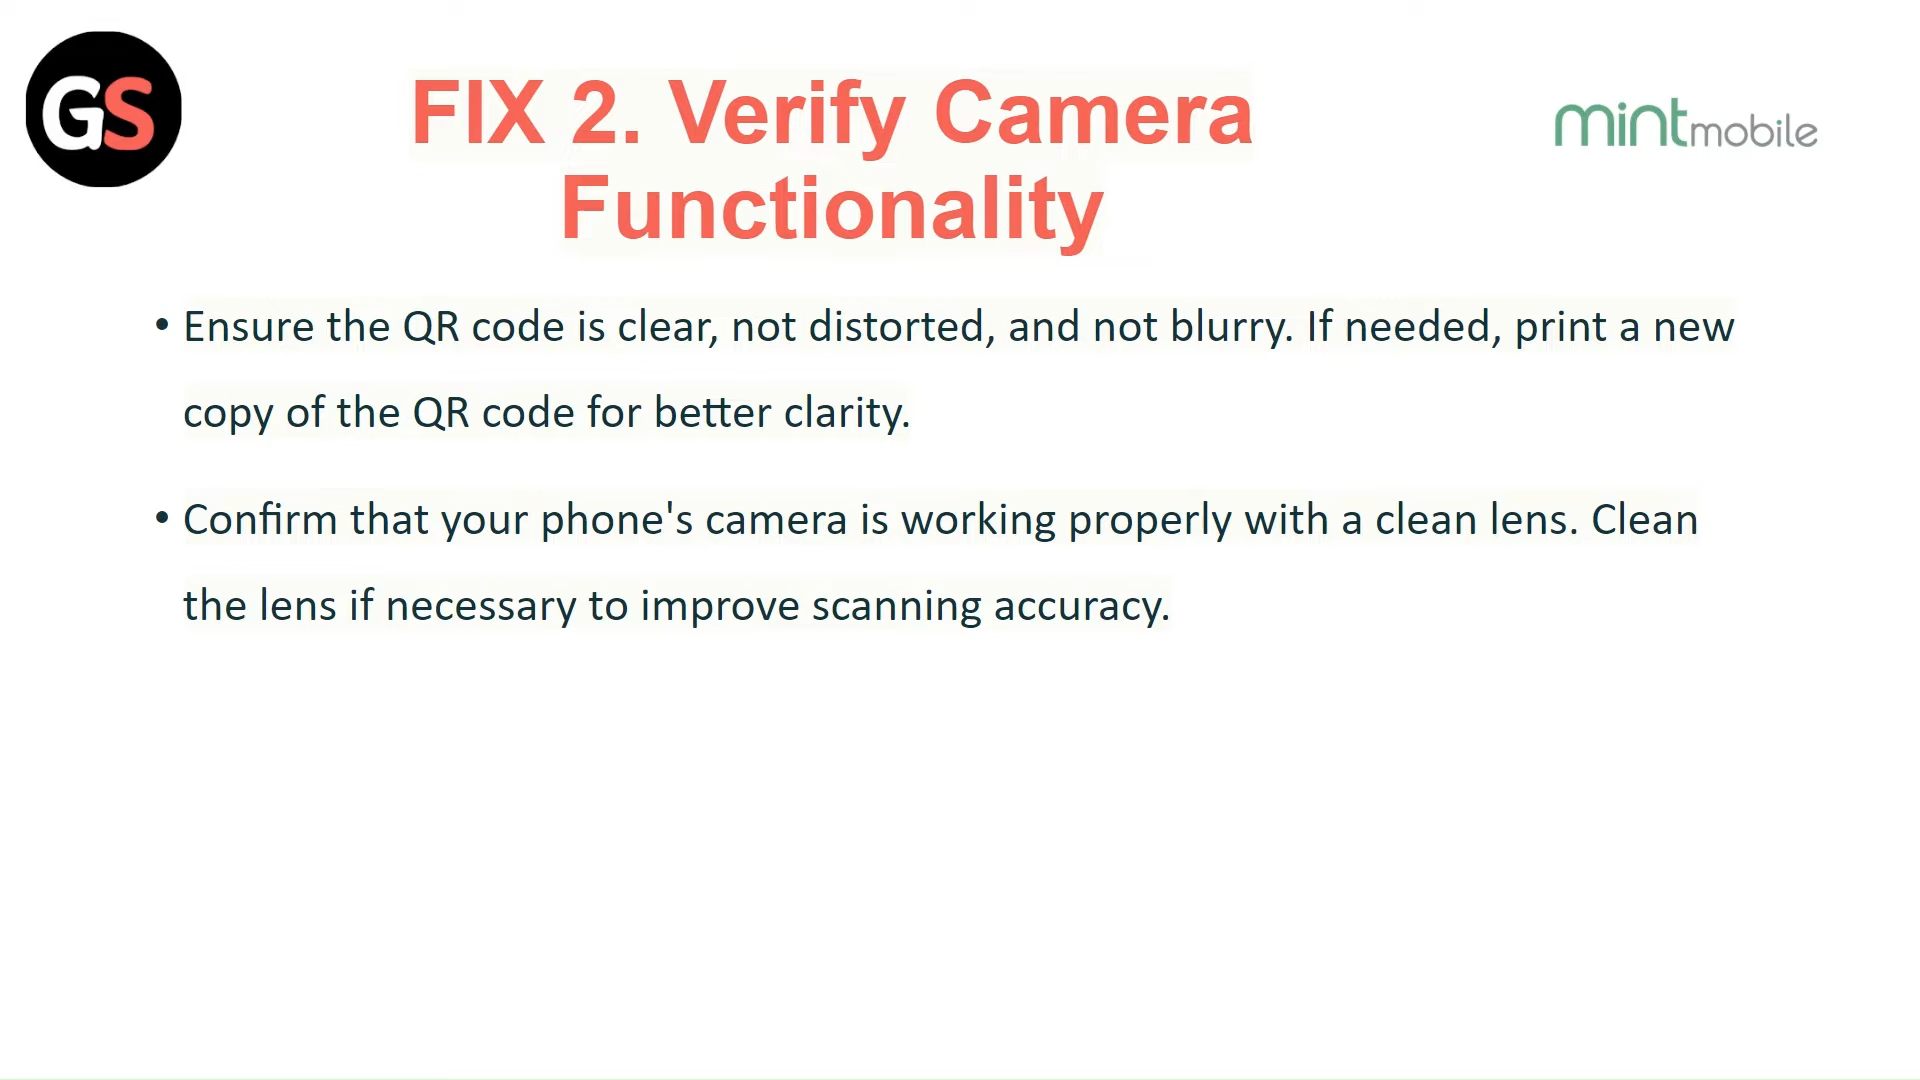 GS
FIX 2. Verify Camera
Functionality
mintmobile
• Ensure the QR code is clear, not distorted, and not blurry. If needed, print a new
copy of the QR code for better clarity.
• Confirm that your phone's camera is working properly with a clean lens. Clean
the lens if necessary to improve scanning accuracy.